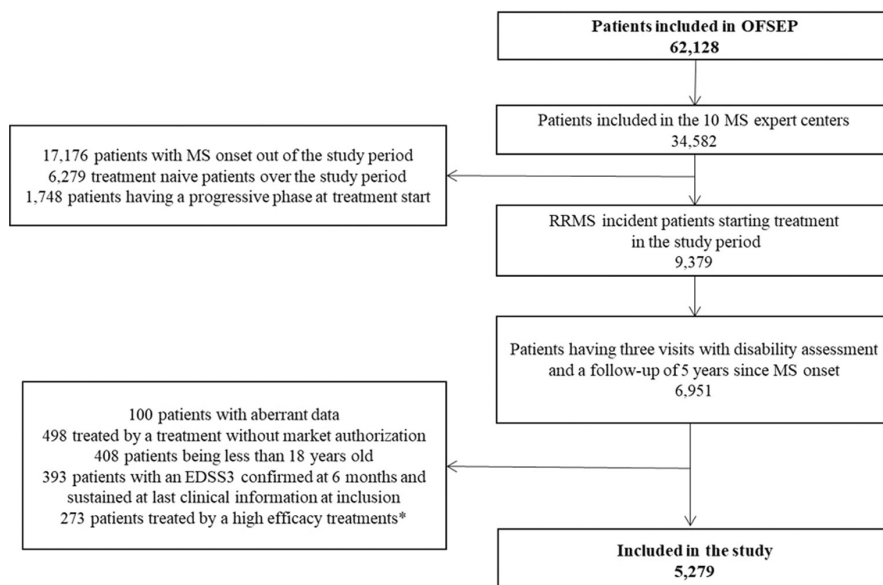 Patients included in OFSEP
62,128
Patients included in the 10 MS expert centers
34,582
17,176 patients with MS onset out of the study period
6,279 treatment naive patients over the study period
1,748 patients having a progressive phase at treatment start
RRMS incident patients starting treatment
in the study period
9,379
Patients having three visits with disability assessment
and a follow-up of 5 years since MS onset
6,951
100 patients with aberrant data
498 treated by a treatment without market authorization
408 patients being less than 18 years old
393 patients with an EDSS3 confirmed at 6 months and
sustained at last clinical information at inclusion
273 patients treated by a high efficacy treatments*
Included in the study
5,279